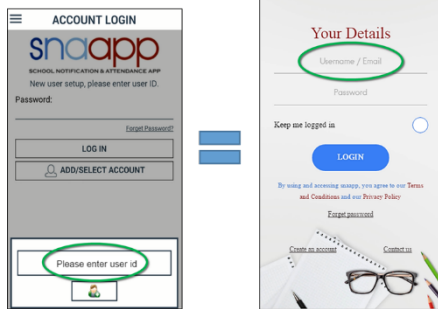 ACCOUNT LOGIN
snaapp
SCHOOL NOTIFICATION & ATTENDANCE APP
New user setup, please enter user ID.
Password:
Forget Password?
LOG IN
ADD/SELECT ACCOUNT
Please enter user id
Your Details
Username / Email
Password
Keep me logged in
LOGIN
By using and accessing snaapp, you agree to our Terms
and Conditions and our Privacy Policy
Forget password
Create an account
Contact us